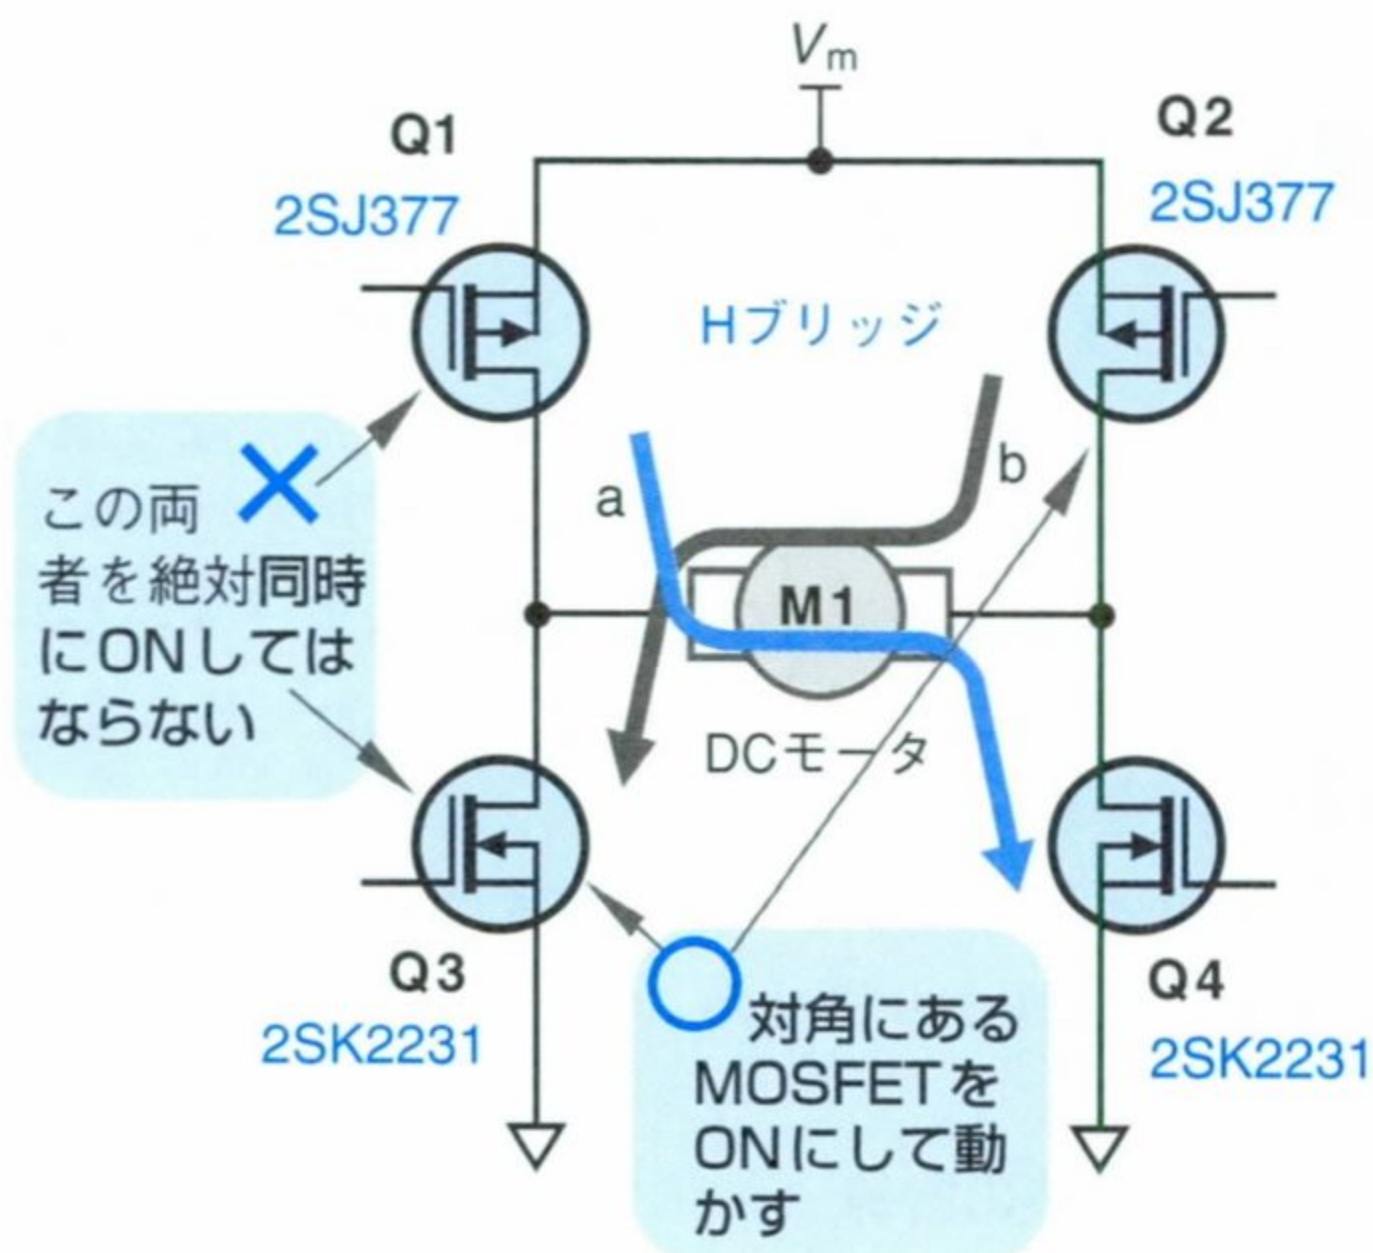 Vm
Q1
Q2
2SJ377
2SJ377
Hブリッジ
この両
者を絶対同時
にONしては
ならない
a
b
M1
DCモータ
Q3
Q4
2SK2231
2SK2231
対角にある
MOSFETを
ONにして動
かす